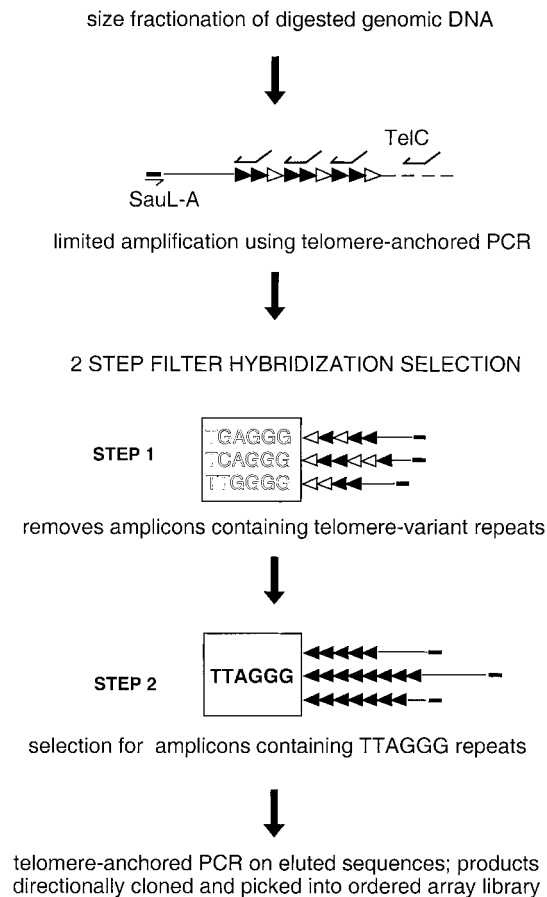 size fractionation of digested genomic DNA
TelC
SauL-A
limited amplification using telomere-anchored PCR
2 STEP FILTER HYBRIDIZATION SELECTION
STEP 1
TGAGGG
TCAGGG
TTGGGG
removes amplicons containing telomere-variant repeats
STEP 2
TTAGGG
selection for amplicons containing TTAGGG repeats
telomere-anchored PCR on eluted sequences; products
directionally cloned and picked into ordered array library